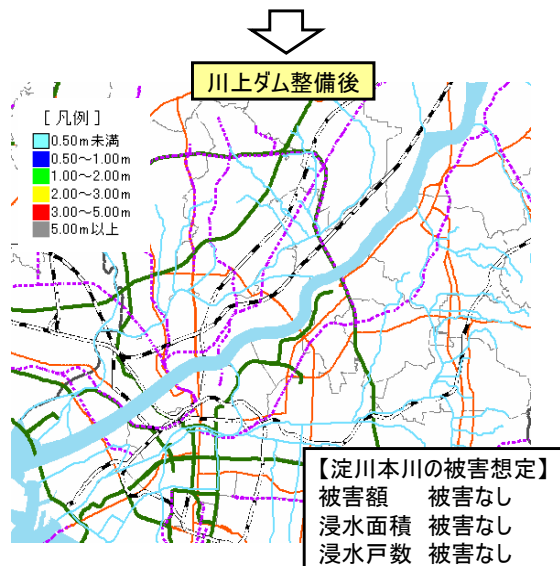 川上ダム整備後
[凡例]
0.50m未満
0.50～1.00m
1.00～2.00m
2.00～3.00m
3.00～5.00m
5.00m以上
【淀川本川の被害想定】
被害額 被害なし
浸水面積 被害なし
浸水戸数 被害なし